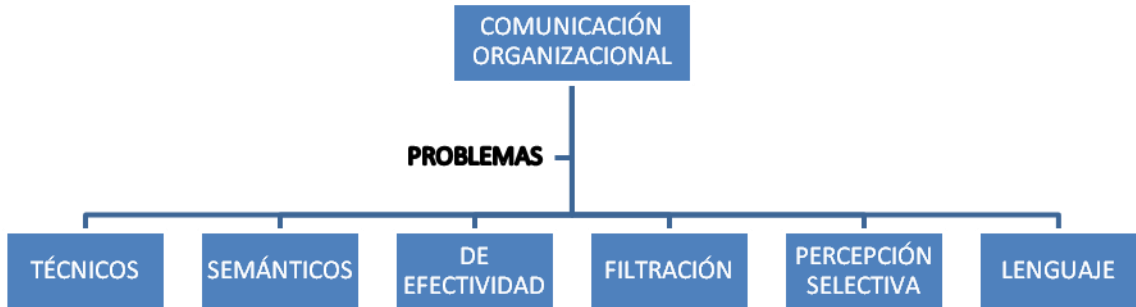 COMUNICACIÓN
ORGANIZACIONAL
PROBLEMAS
TÉCNICOS
SEMÁNTICOS
DE
EFECTIVIDAD
FILTRACIÓN
PERCEPCIÓN
SELECTIVA
LENGUAJE